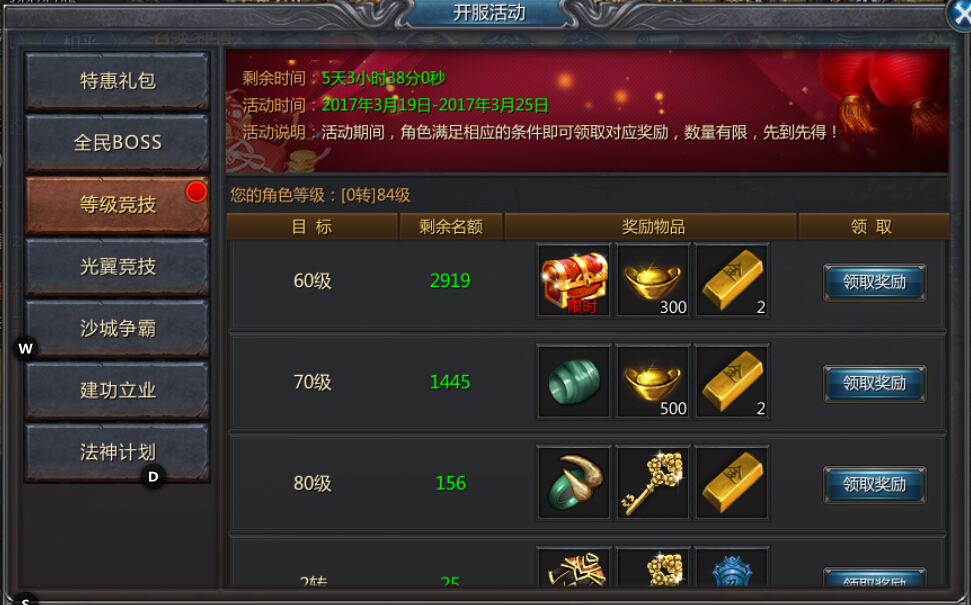 开服活动
特惠礼包
全民BOSS
等级竞技
光翼竞技
沙城争霸
建功立业
法神计划
W
D
S
剩余时间：5天3小时38分0秒
活动时间：2017年3月19日-2017年3月25日
活动说明：活动期间，角色满足相应的条件即可领取对应奖励，数量有限，先到先得！
您的角色等级：[0转]84级
目 标 剩余名额 奖励物品 领 取
60级 2919 限时 300 金 2 领取奖励
70级 1445 500 金 2 领取奖励
80级 156 金 领取奖励
2转 25 领取奖励